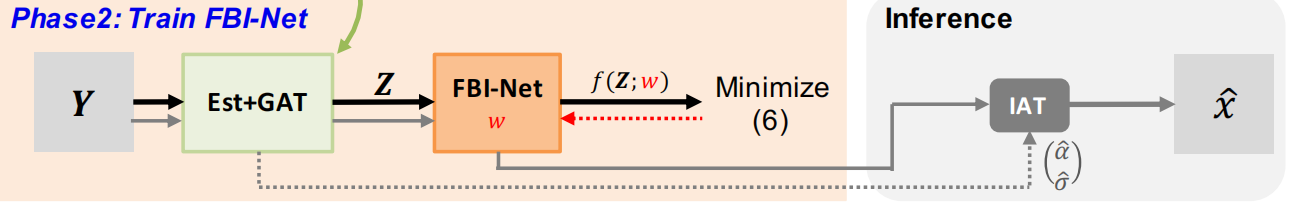 Phase2: Train FBI-Net
Inference
Y
Est+GAT
Z
FBI-Net
w
f(Z;w)
Minimize
(6)
IAT
x̂
(α̂
σ̂)